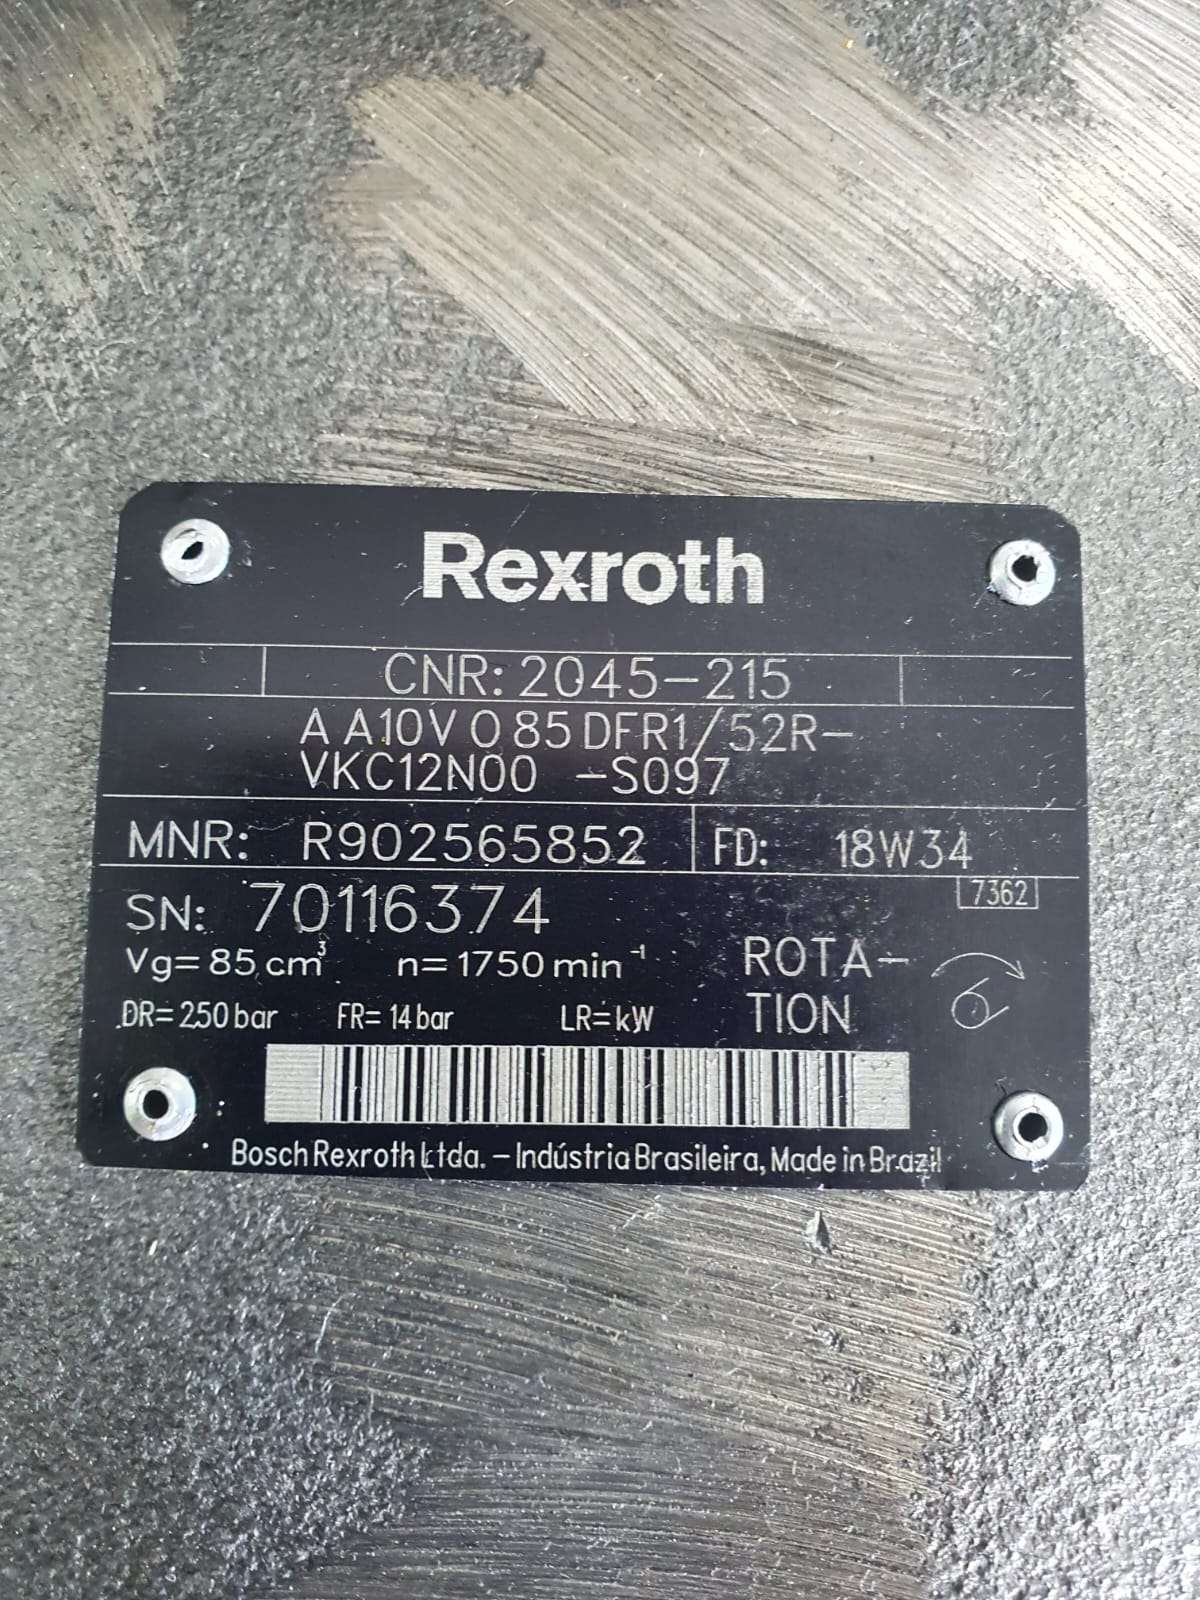 Rexroth
CNR: 2045-215
A A10V O 85 DFR1/52R-
VKC12N00 -S097
MNR: R902565852 FD: 18W34
7362
SN: 70116374
Vg= 85 cm³ n= 1750 min⁻¹
ROTA-
TION
DR= 250 bar FR= 14 bar LR= kW
Bosch Rexroth Ltda. - Indústria Brasileira, Made in Brazil